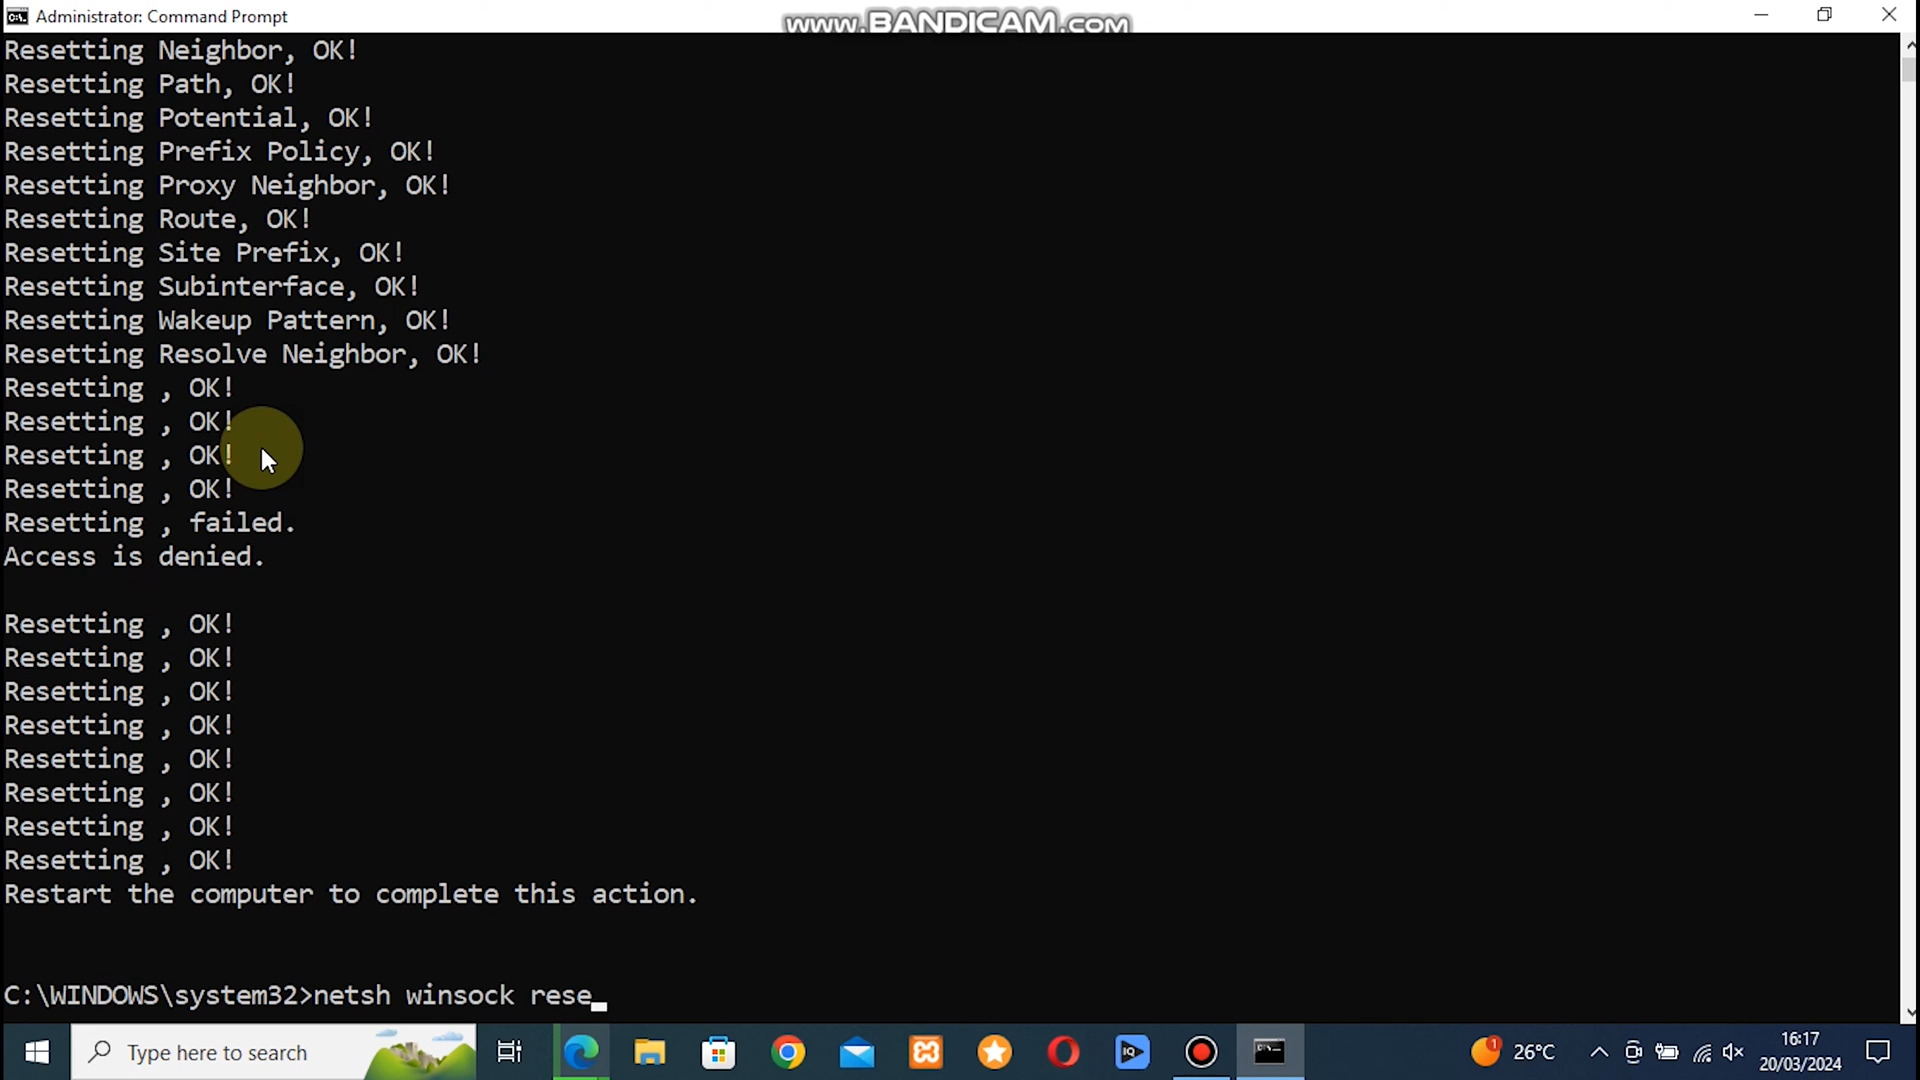 Administrator: Command Prompt
www.BANDICAM.com
Resetting Neighbor, OK!
Resetting Path, OK!
Resetting Potential, OK!
Resetting Prefix Policy, OK!
Resetting Proxy Neighbor, OK!
Resetting Route, OK!
Resetting Site Prefix, OK!
Resetting Subinterface, OK!
Resetting Wakeup Pattern, OK!
Resetting Resolve Neighbor, OK!
Resetting , OK!
Resetting , OK!
Resetting , OK!
Resetting , OK!
Resetting , failed.
Access is denied.
Resetting , OK!
Resetting , OK!
Resetting , OK!
Resetting , OK!
Resetting , OK!
Resetting , OK!
Resetting , OK!
Resetting , OK!
Restart the computer to complete this action.
C:\WINDOWS\system32>netsh winsock rese_
Type here to search
IQ
1
26°C
16:17
20/03/2024